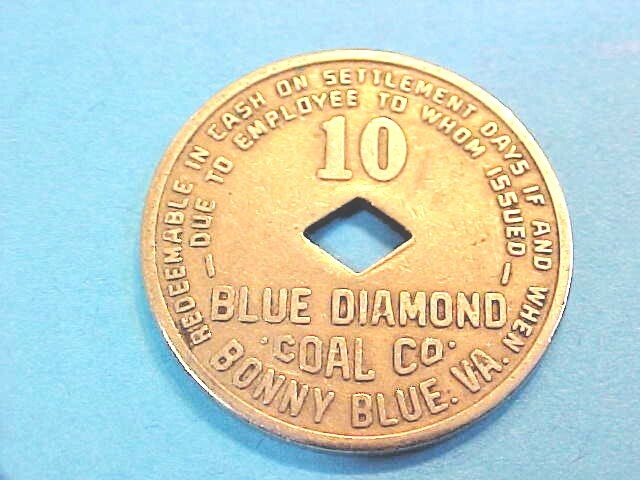 REDEEMABLE IN CASH ON SETTLEMENT DAYS IF AND WHEN
DUE TO EMPLOYEE TO WHOM ISSUED
10
BLUE DIAMOND
·COAL CO·
BONNY BLUE. VA.